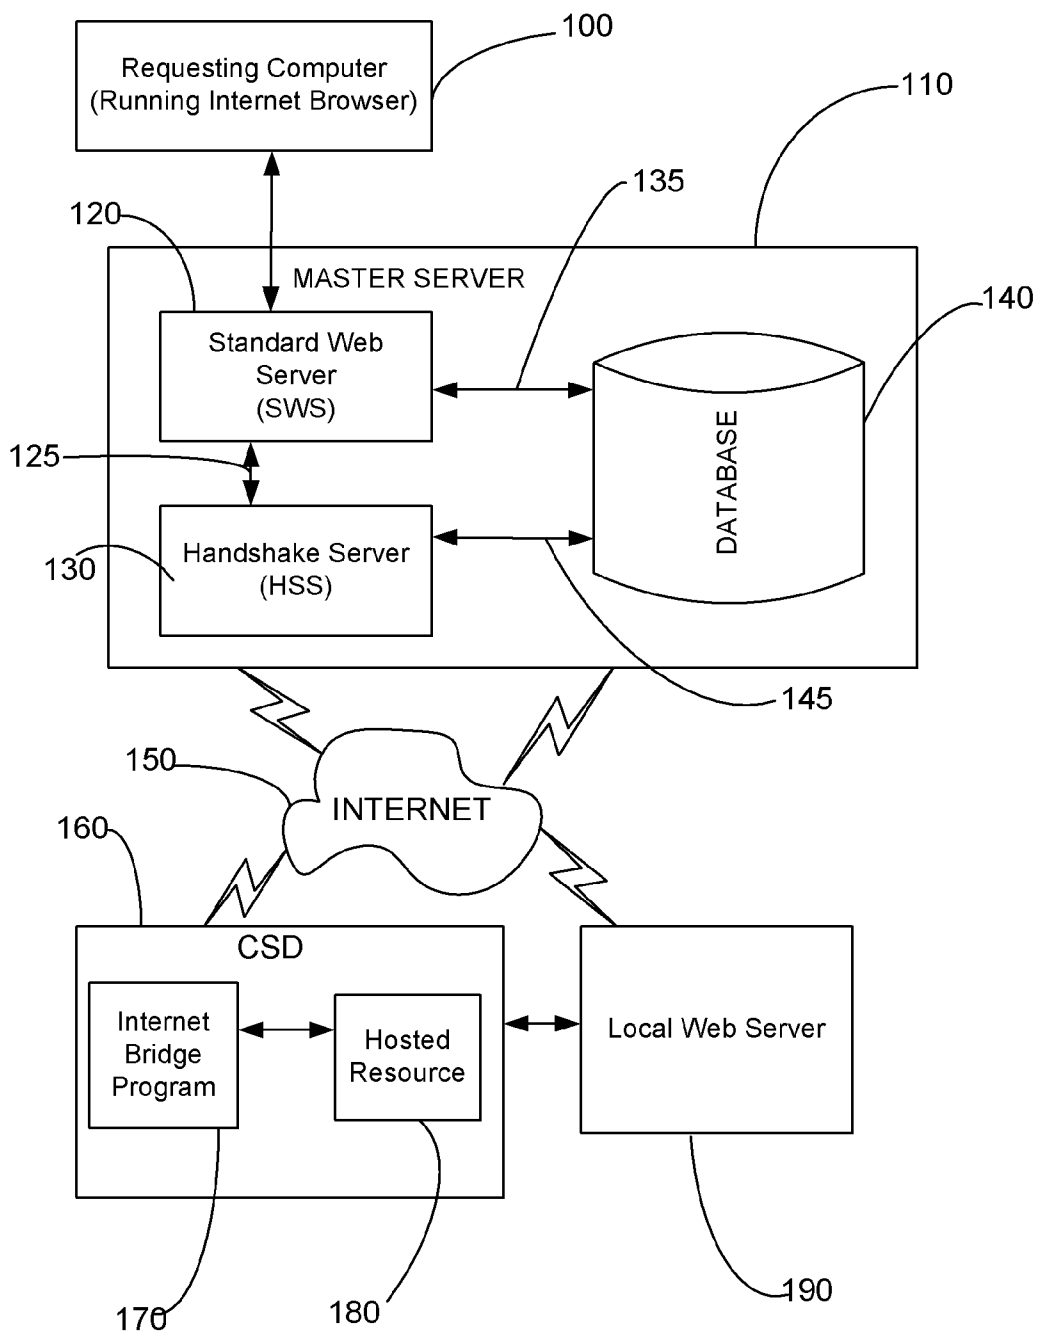 100
Requesting Computer
(Running Internet Browser)
110
135
120
MASTER SERVER
140
Standard Web
Server
(SWS)
DATABASE
125
Handshake Server
(HSS)
130
145
150
INTERNET
160
CSD
Internet
Bridge
Program
Hosted
Resource
Local Web Server
170
180
190